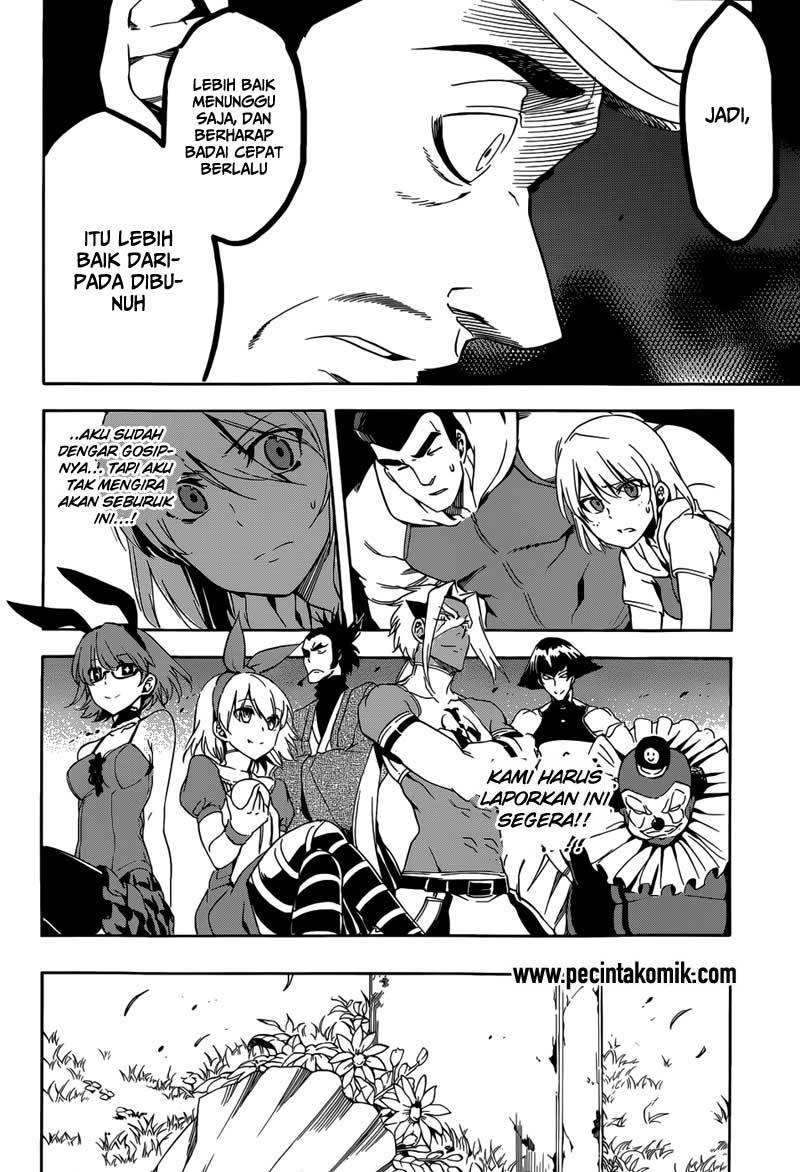 JADI,
LEBIH BAIK
MENUNGGU
SAJA, DAN
BERHARAP
BADAI CEPAT
BERLALU
ITU LEBIH
BAIK DARI-
PADA DIBU-
NUH
..AKU SUDAH
DENGAR GOSIP-
NYA... TAPI AKU
TAK MENGIRA
AKAN SEBURUK
INI...!
KAMI HARUS
LAPORKAN INI
SEGERA!!
!!
www.pecintakomik.com